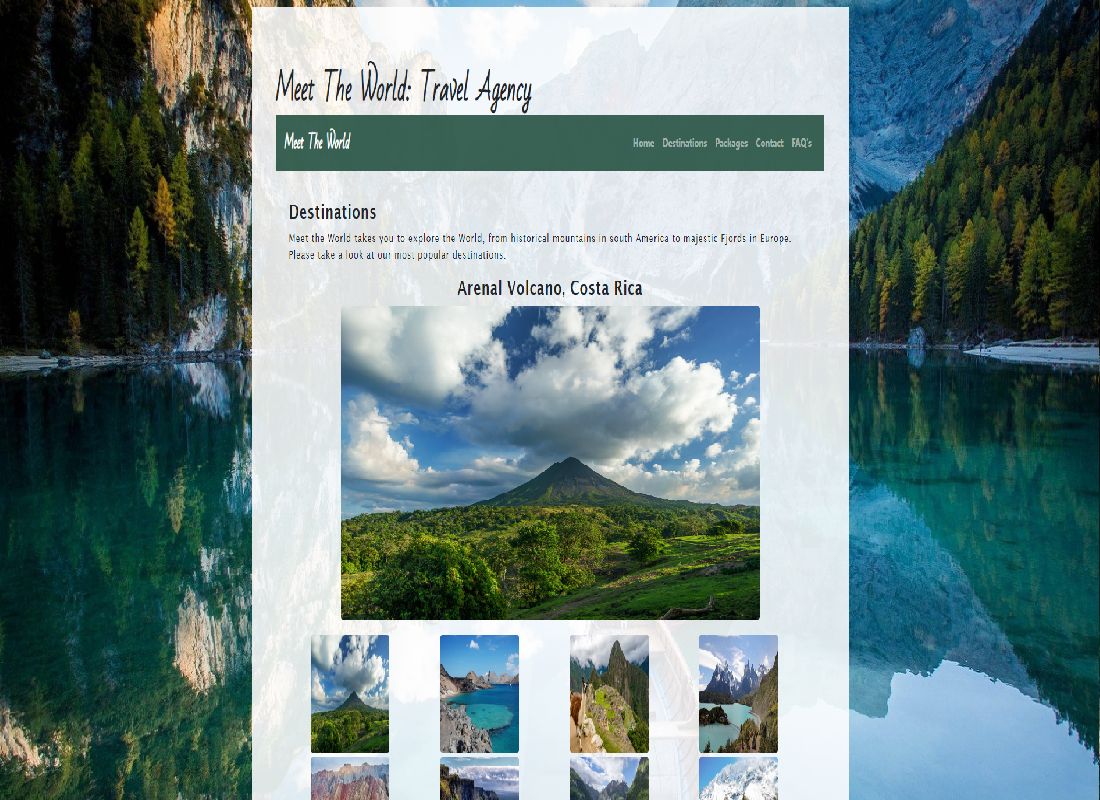 Meet The World: Travel Agency
Meet The World
Home Destinations Packages Contact FAQ's
Destinations
Meet the World takes you to explore the World, from historical mountains in south America to majestic Fjords in Europe.
Please take a look at our most popular destinations.
Arenal Volcano, Costa Rica